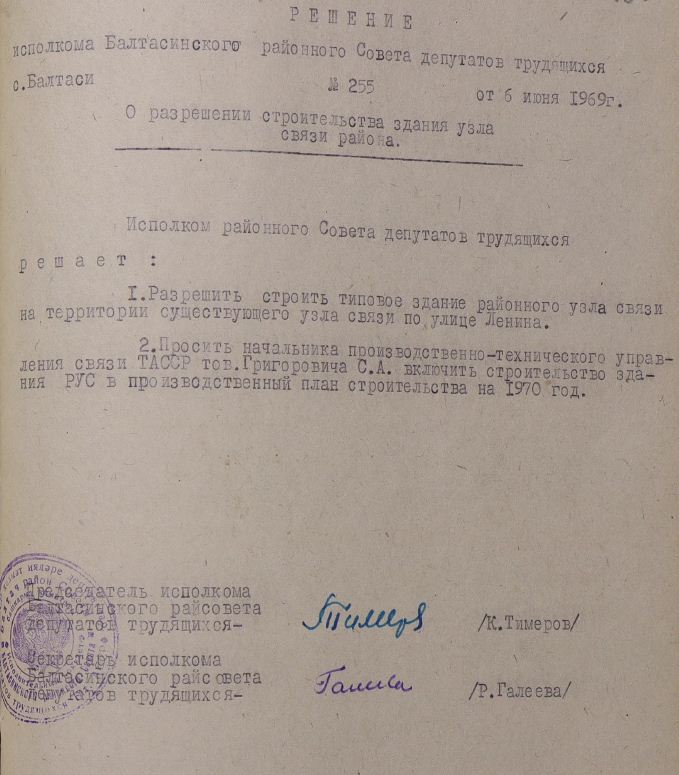 РЕШЕНИЕ
исполкома Балтасинского районного Совета депутатов трудящихся
с.Балтаси № 255 от 6 июня 1969г.
О разрешении строительства здания узла
связи района.
Исполком районного Совета депутатов трудящихся
решает :
1.Разрешить строить типовое здание районного узла связи
на территории существующего узла связи по улице Ленина.
2.Просить начальника производственно-технического управ-
ления связи ТАССР тов.Григоровича С.А. включить строительство зда-
ния РУС в производственный план строительства на 1970 год.
Председатель исполкома
Балтасинского райсовета
депутатов трудящихся- Тимеров /К.Тимеров/
Секретарь исполкома
Балтасинского райсовета
депутатов трудящихся- Галеева /Р.Галеева/